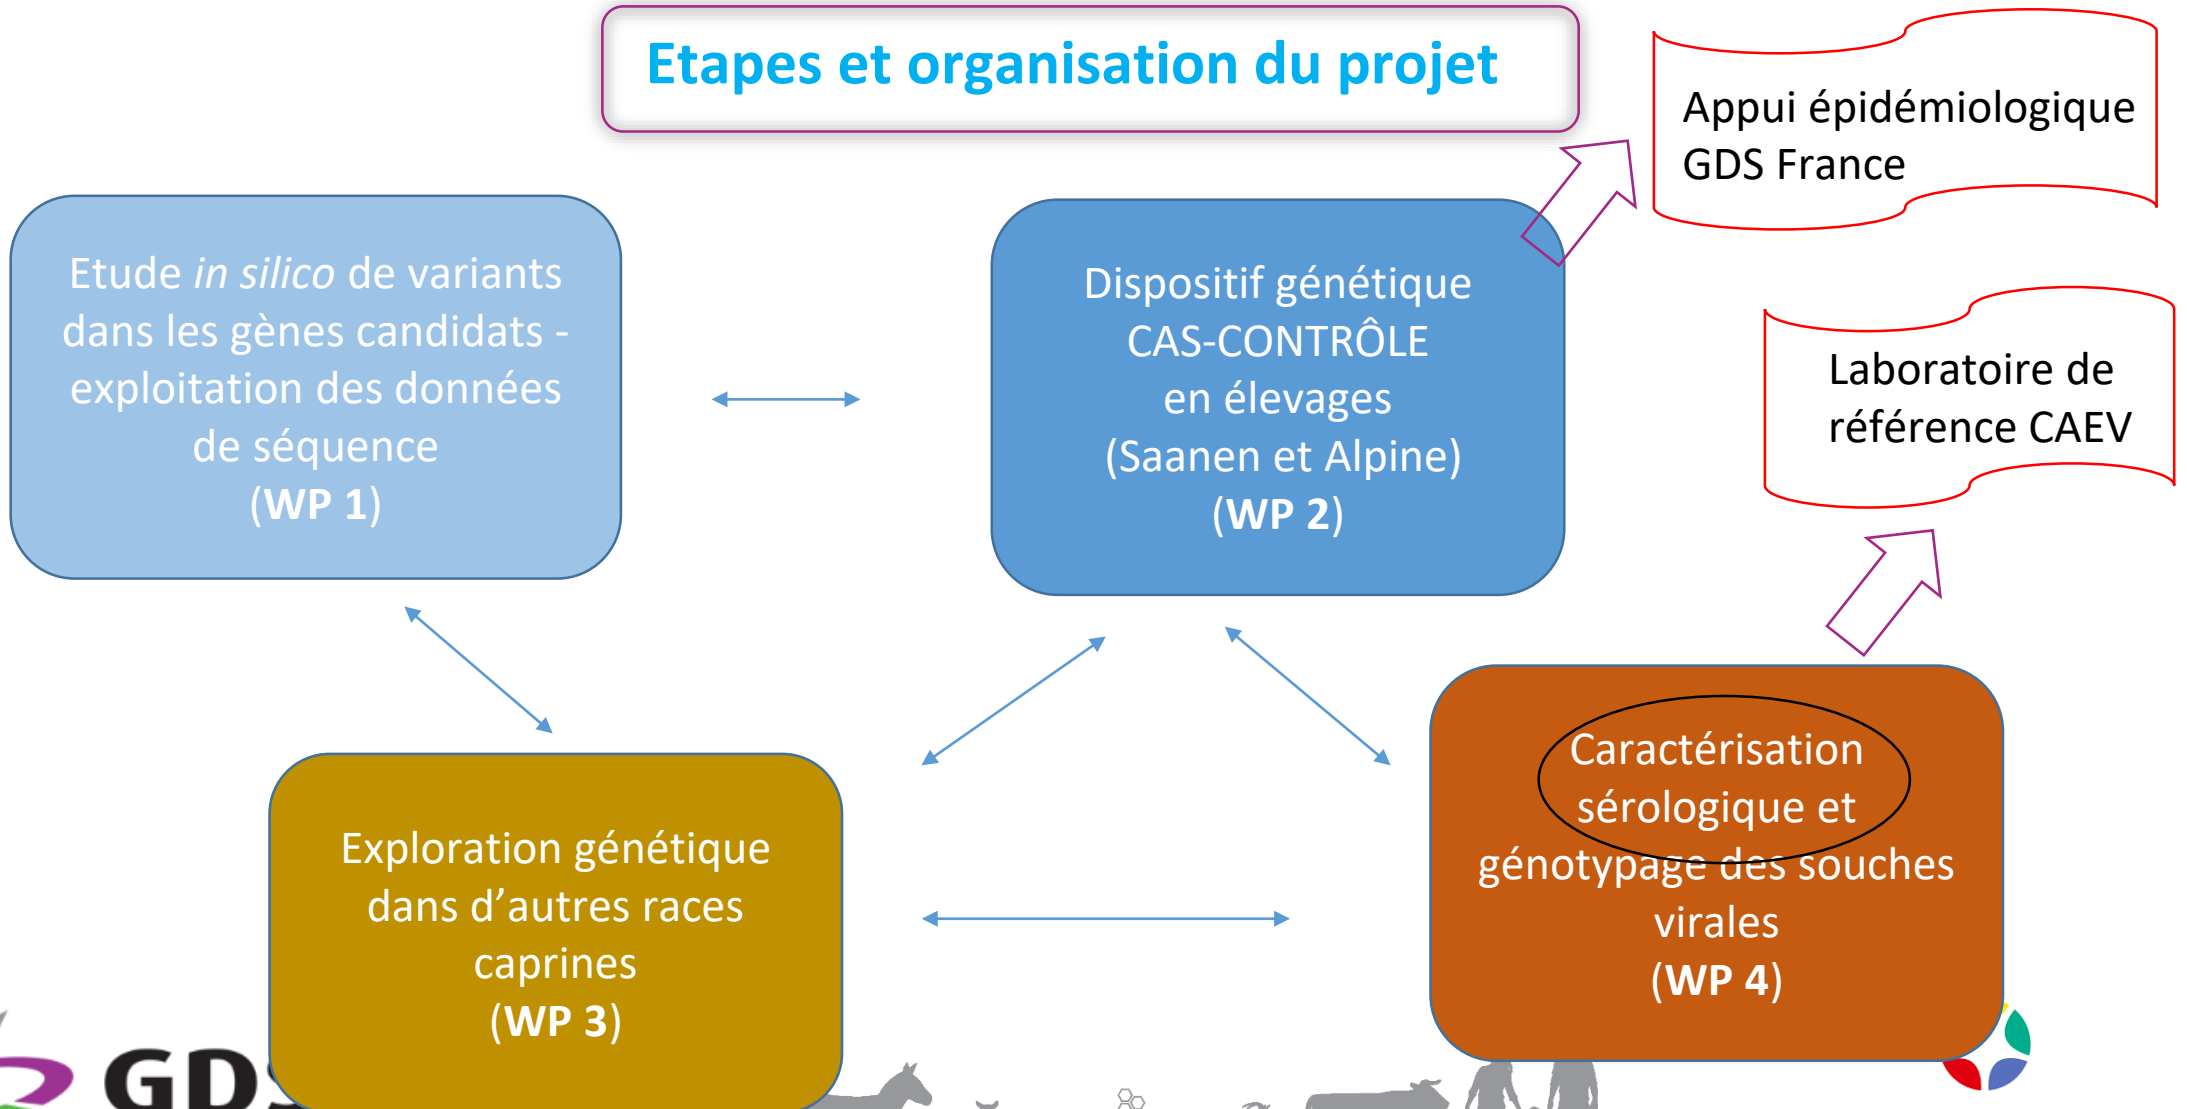 Etapes et organisation du projet
Appui épidémiologique
GDS France
Etude in silico de variants
dans les gènes candidats -
exploitation des données
de séquence
(WP 1)
Dispositif génétique
CAS-CONTRÔLE
en élevages
(Saanen et Alpine)
(WP 2)
Laboratoire de
référence CAEV
Exploration génétique
dans d’autres races
caprines
(WP 3)
Caractérisation
sérologique et
génotypage des souches
virales
(WP 4)
GDS